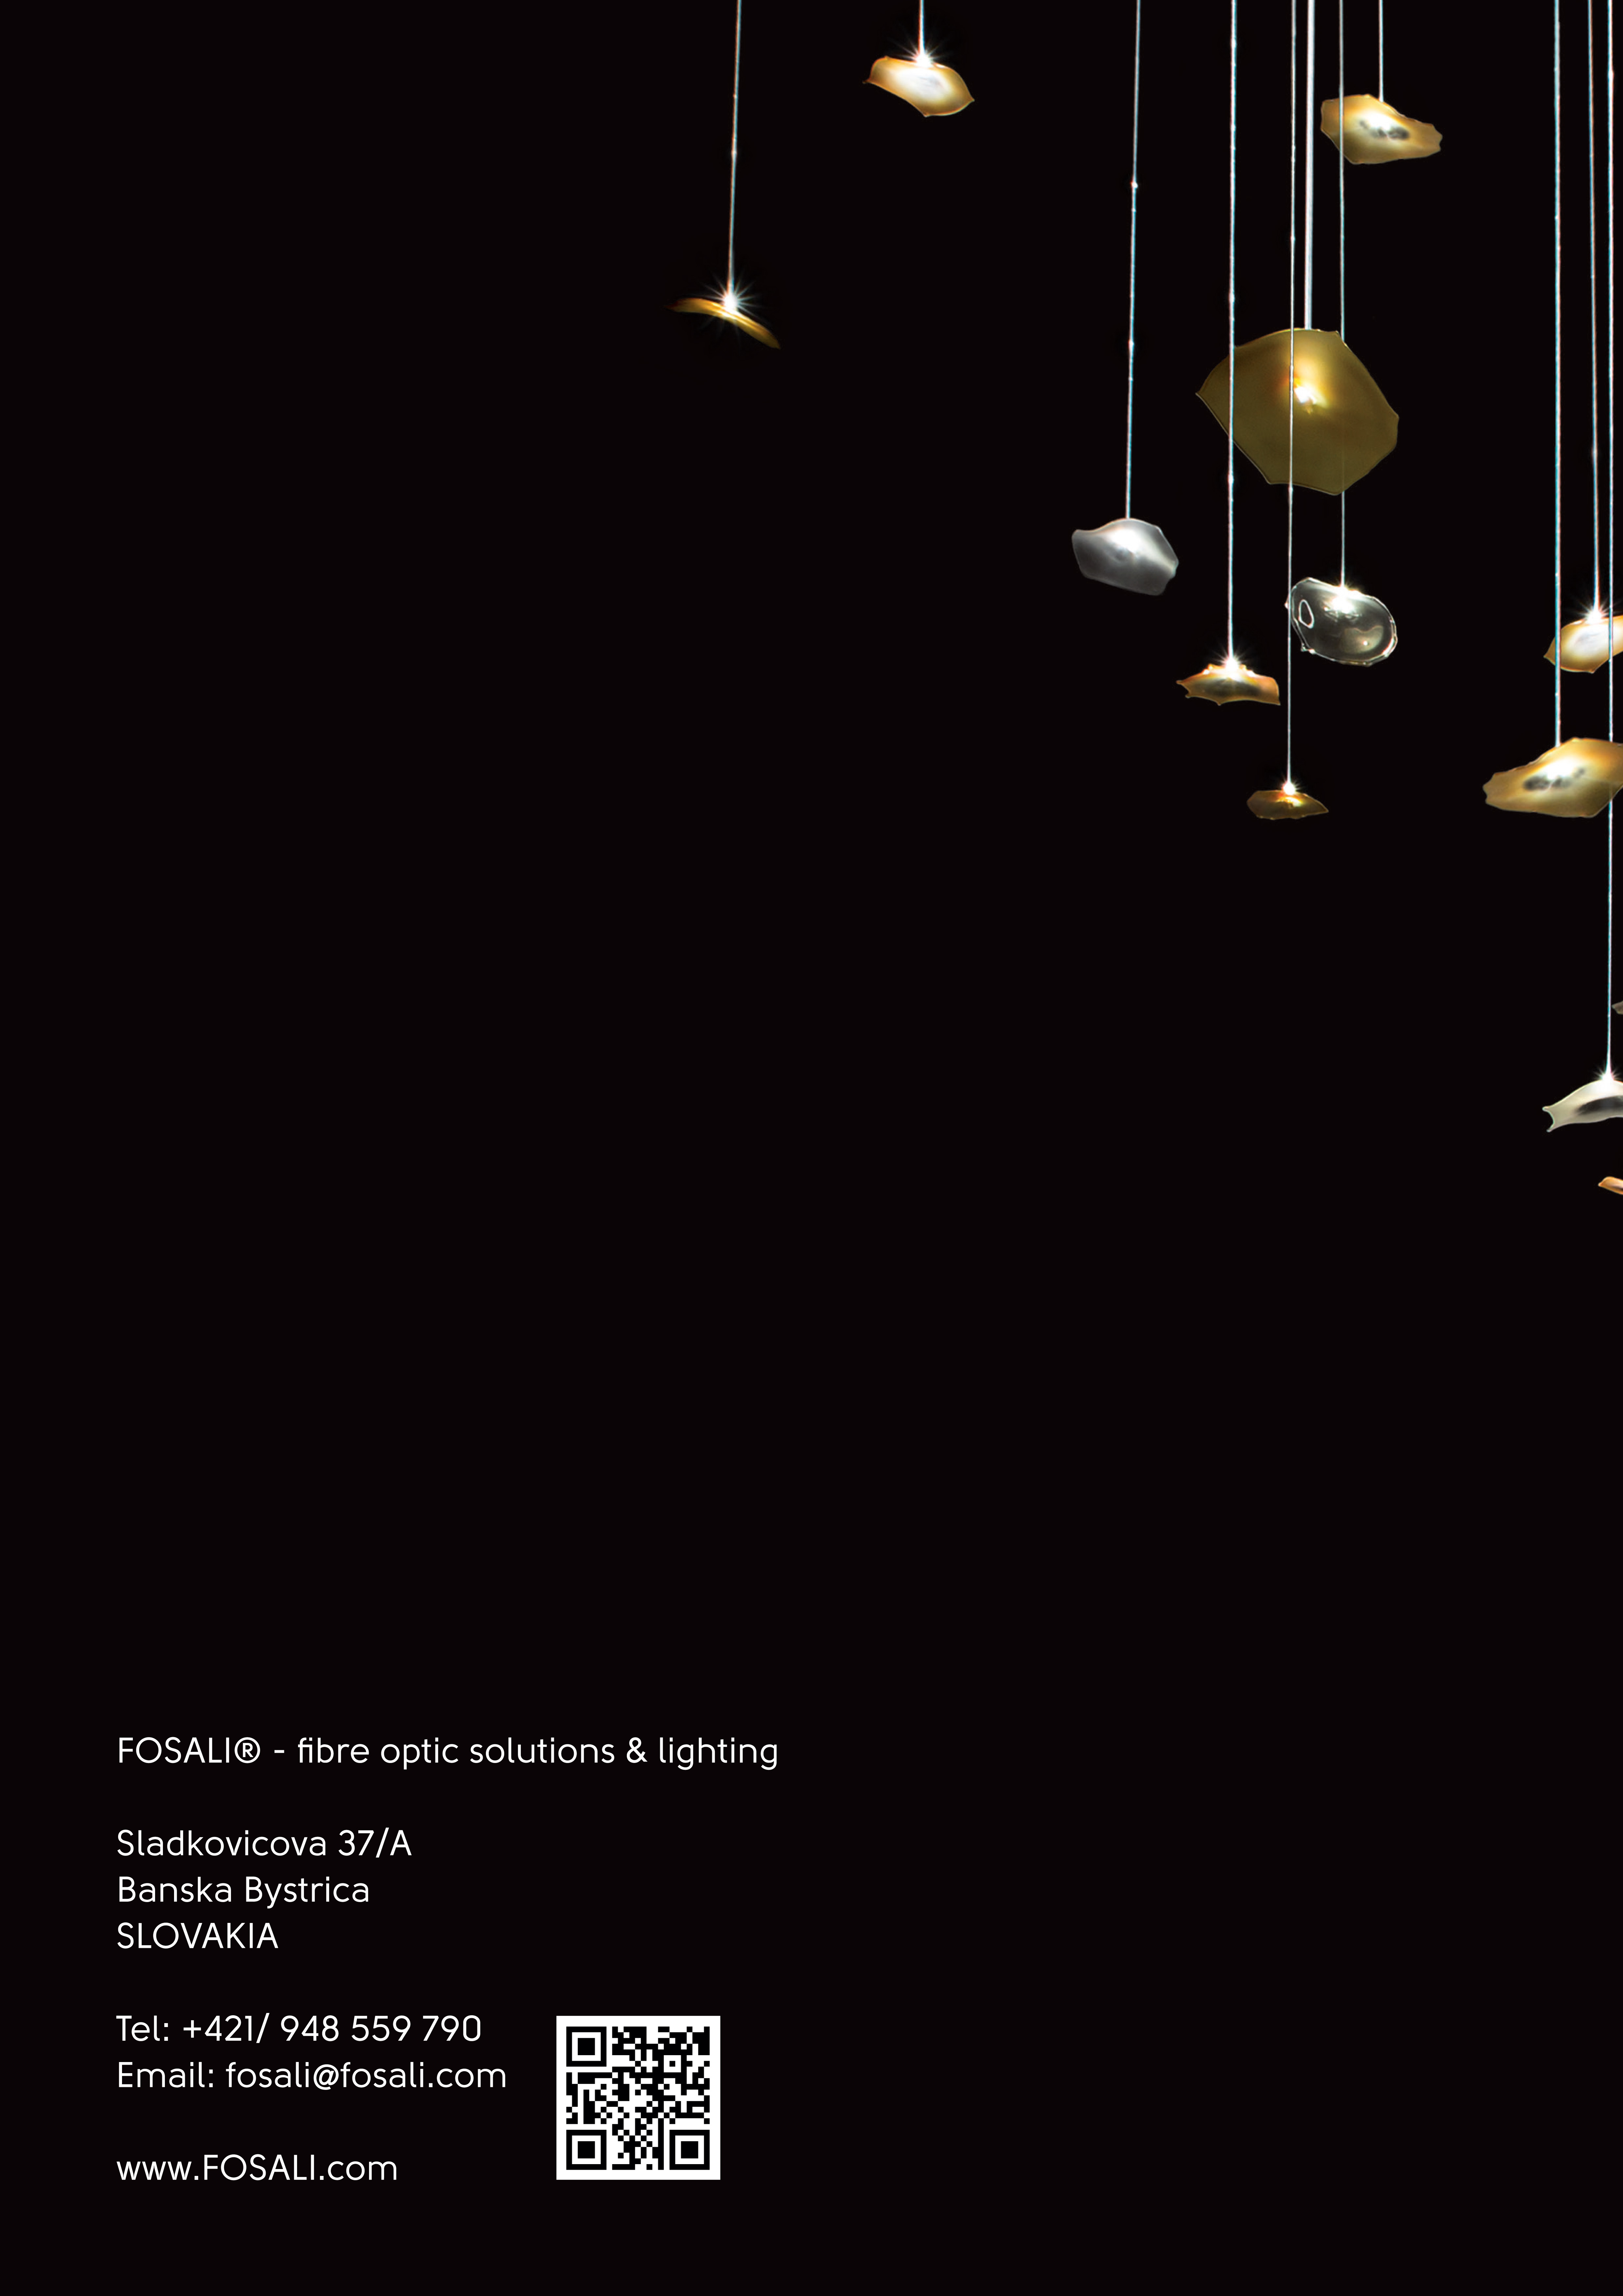 FOSALI® - fibre optic solutions & lighting
Sladkovicova 37/A
Banska Bystrica
SLOVAKIA
Tel: +421/ 948 559 790
Email: fosali@fosali.com
www.FOSALI.com